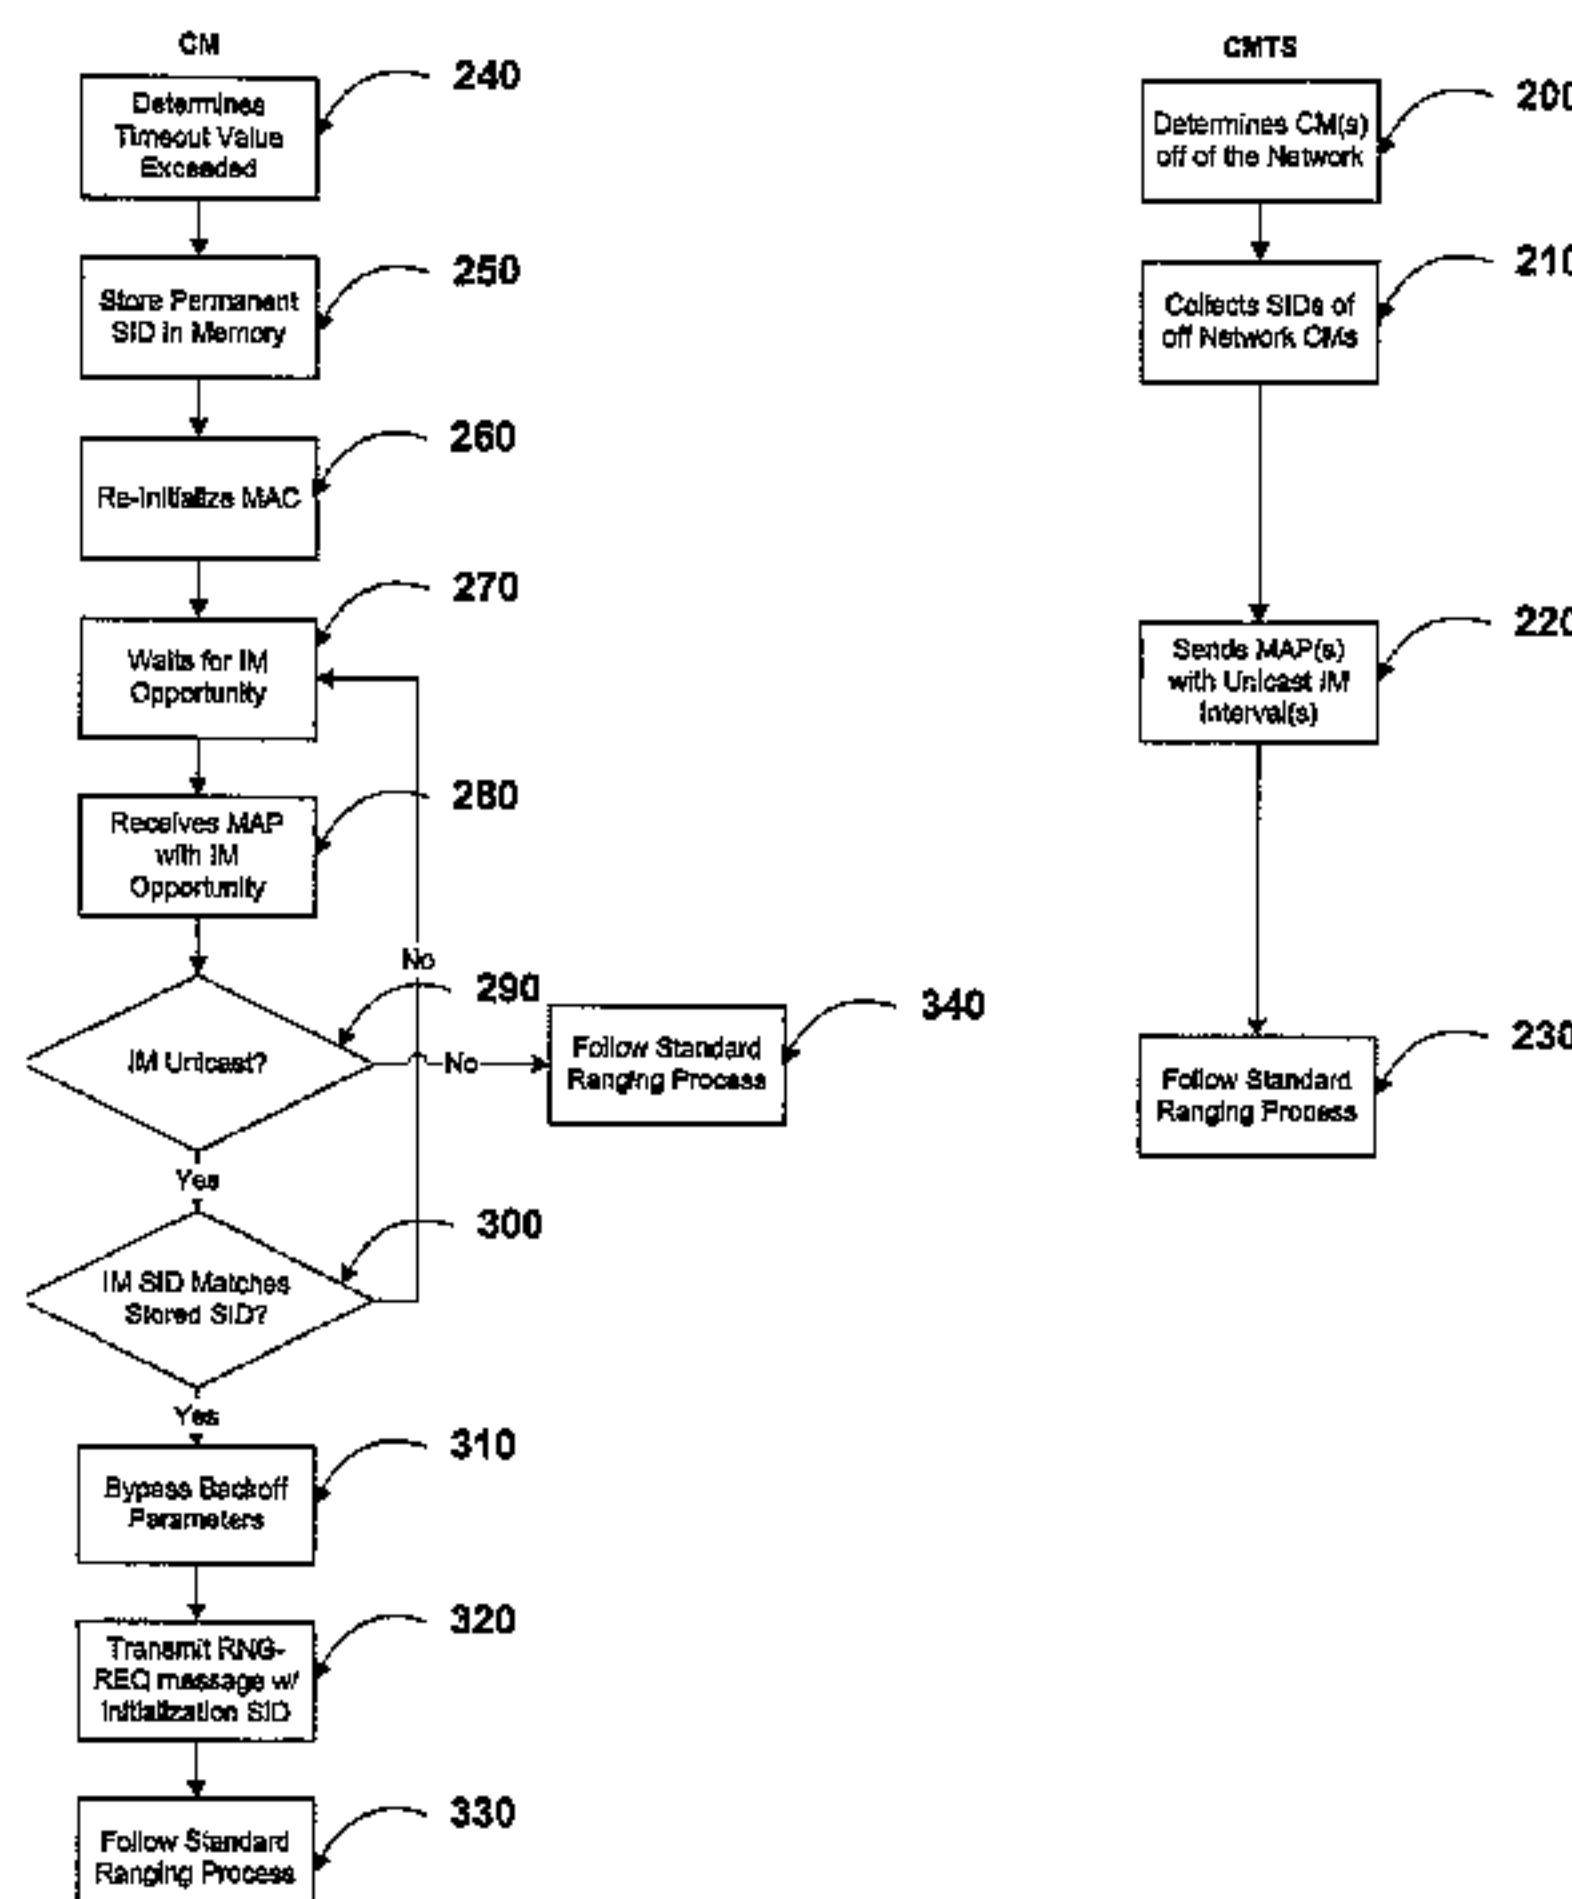 CM
240
Determines
Timeout Value
Exceeded
250
Store Permanent
SID in Memory
260
Re-Initialize MAC
270
Waits for IM
Opportunity
280
Receives MAP
with IM
Opportunity
No
290
IM Unicast?
No
340
Follow Standard
Ranging Process
Yes
300
IM SID Matches
Stored SID?
Yes
310
Bypass Backoff
Parameters
320
Transmit RNG-
REQ message w/
Initialization SID
330
Follow Standard
Ranging Process
CMTS
200
Determines CM(s)
off of the Network
210
Collects SIDs of
off Network CMs
220
Sends MAP(s)
with Unicast IM
Interval(s)
230
Follow Standard
Ranging Process